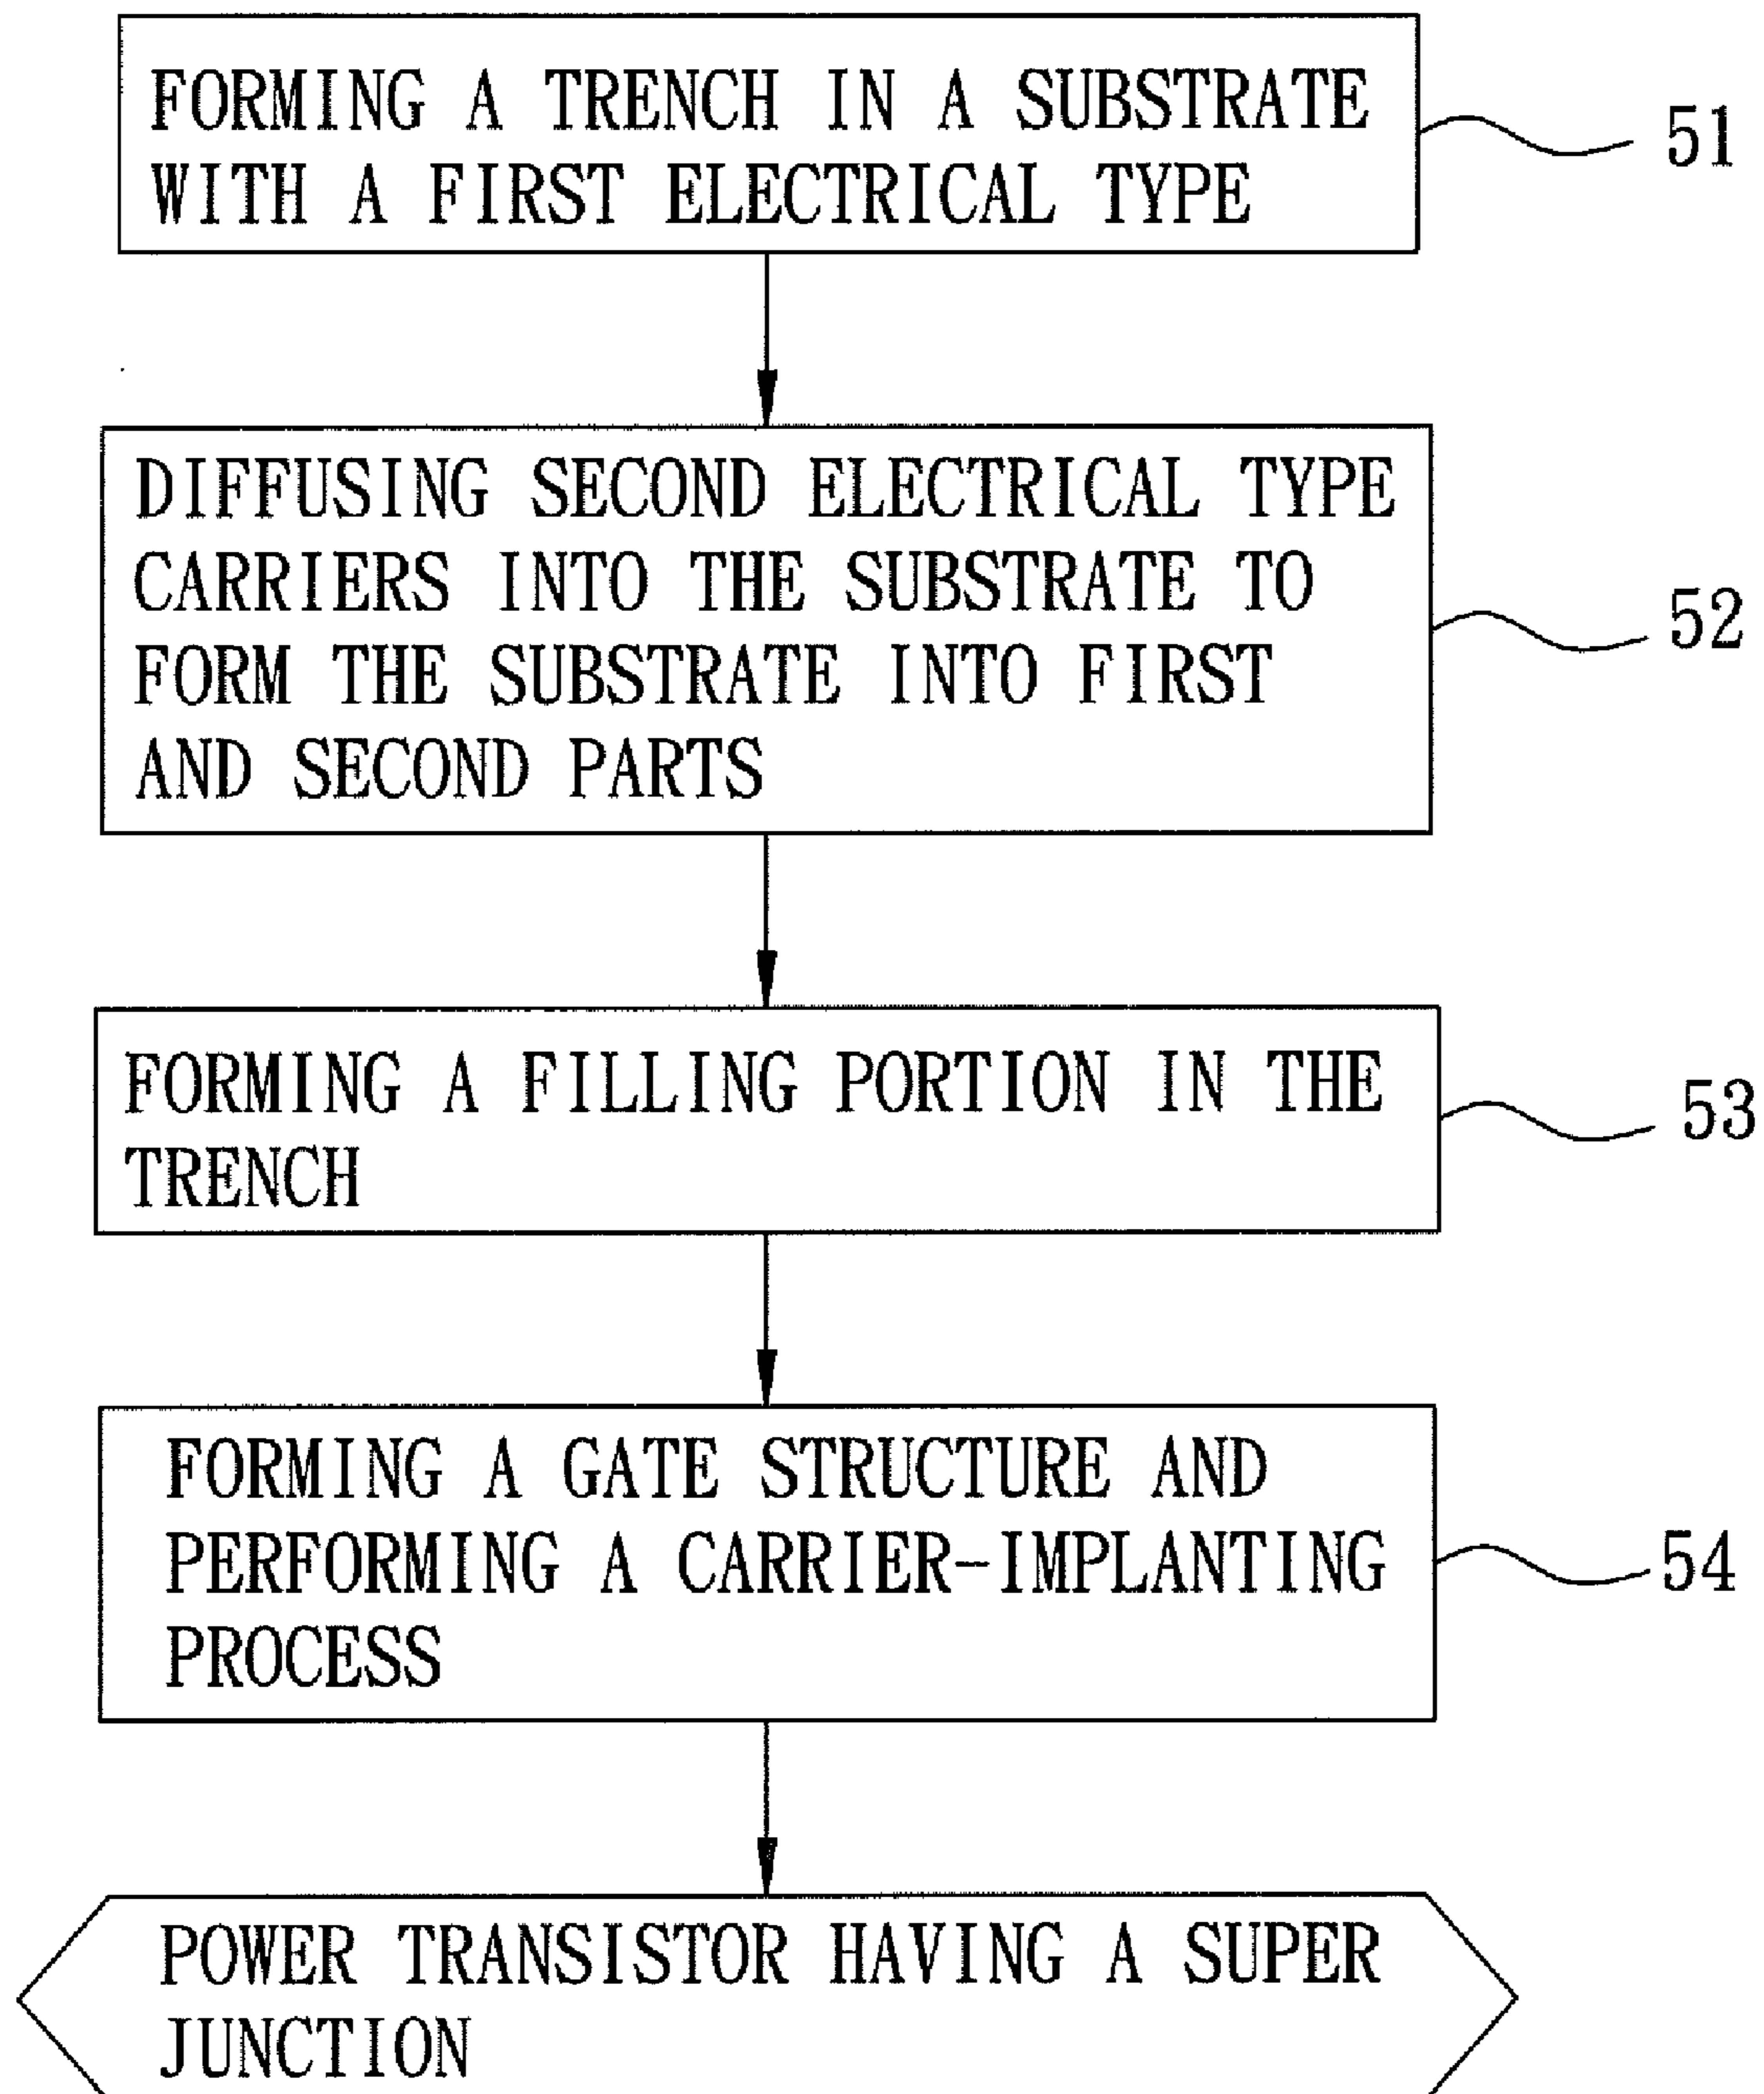 FORMING A TRENCH IN A SUBSTRATE
WITH A FIRST ELECTRICAL TYPE
51
DIFFUSING SECOND ELECTRICAL TYPE
CARRIERS INTO THE SUBSTRATE TO
FORM THE SUBSTRATE INTO FIRST
AND SECOND PARTS
52
FORMING A FILLING PORTION IN THE
TRENCH
53
FORMING A GATE STRUCTURE AND
PERFORMING A CARRIER-IMPLANTING
PROCESS
54
POWER TRANSISTOR HAVING A SUPER
JUNCTION